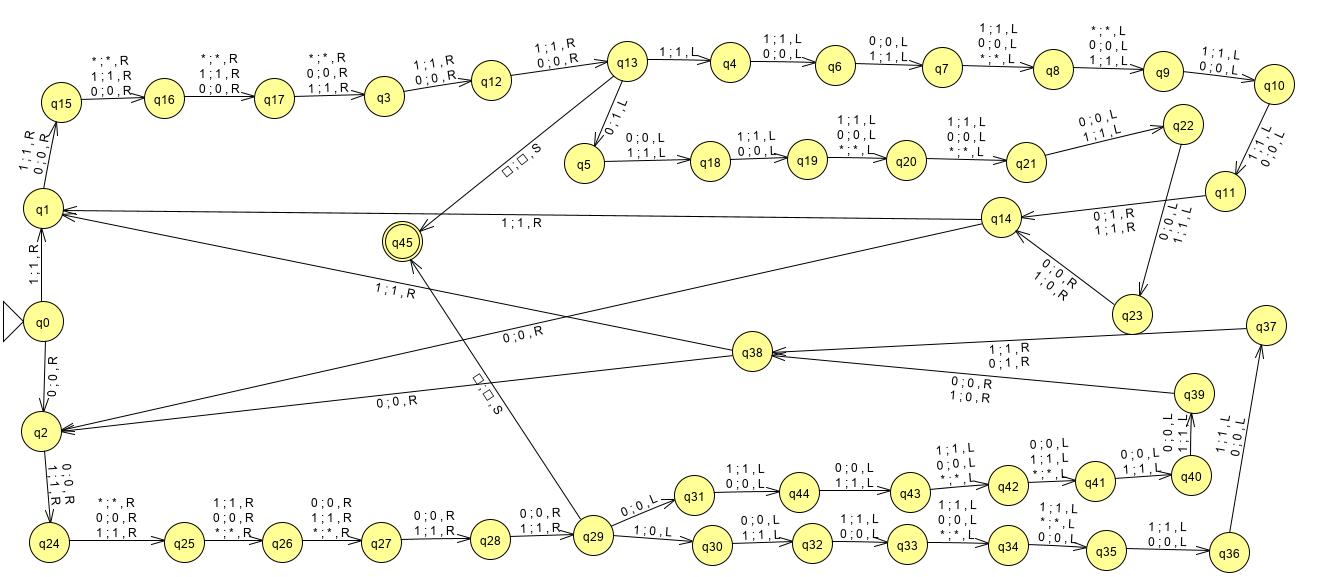 q15
*;*,R
1;1,R
0;0,R
q16
*;*,R
1;1,R
0;0,R
q17
*;*,R
0;0,R
1;1,R
q3
1;1,R
0;0,R
q12
1;1,R
0;0,R
q13
1;1,L
q4
1;1,L
0;0,L
q6
0;0,L
1;1,L
q7
1;1,L
0;0,L
*;*,L
q8
*;*,L
0;0,L
1;1,L
q9
1;1,L
0;0,L
q10
1;1,R
0;0,R
0;1,L
q5
0;0,L
1;1,L
q18
1;1,L
0;0,L
q19
1;1,L
0;0,L
*;*,L
q20
1;1,L
0;0,L
*;*,L
q21
0;0,L
1;1,L
q22
1;1,L
0;0,L
q11
□;□,S
q1
1;1,R
q14
0;1,R
1;1,R
0;0,L
1;1,L
q45
1;1,R
1;1,R
0;0,R
0;0,R
1;0,R
q23
q0
0;0,R
0;0,R
q38
1;1,R
0;1,R
q37
0;0,R
1;0,R
q39
□;□,S
q2
0;0,R
1;1,R
q31
0;0,L
1;1,L
0;0,L
q44
0;0,L
1;1,L
q43
1;1,L
0;0,L
*;*,L
q42
0;0,L
1;1,L
*;*,L
q41
0;0,L
1;1,L
q40
0;0,L
1;1,L
1;1,L
0;0,L
q24
*;*,R
0;0,R
1;1,R
q25
1;1,R
0;0,R
*;*,R
q26
0;0,R
1;1,R
*;*,R
q27
0;0,R
1;1,R
q28
0;0,R
1;1,R
q29
1;0,L
q30
0;0,L
1;1,L
q32
1;1,L
0;0,L
q33
1;1,L
0;0,L
*;*,L
q34
1;1,L
*;*,L
0;0,L
q35
1;1,L
0;0,L
q36